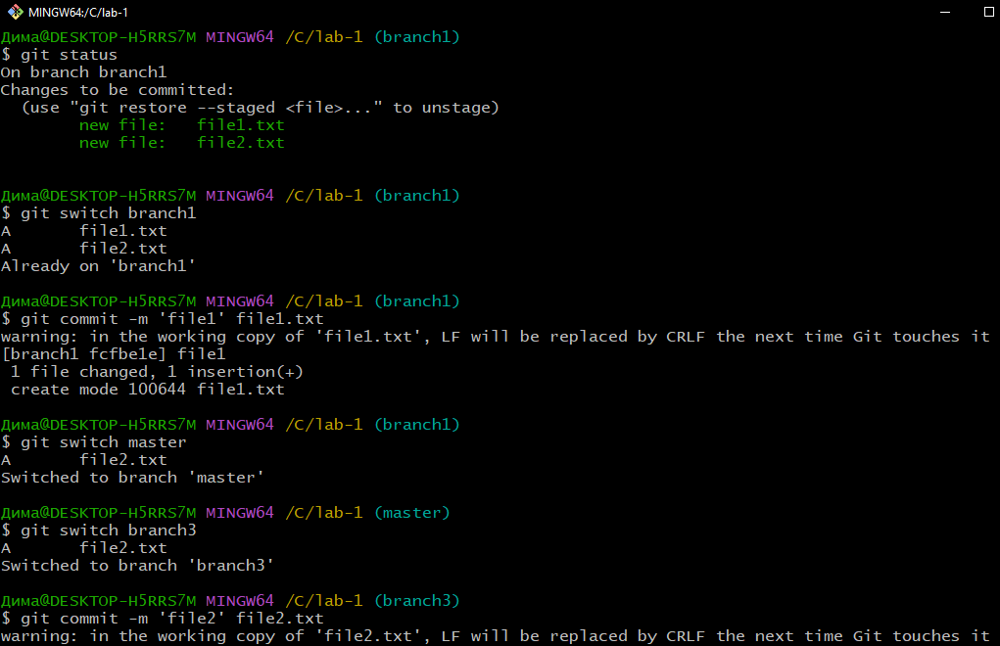 MINGW64:/C/lab-1
Дима@DESKTOP-H5RRS7M MINGW64 /C/lab-1 (branch1)
$ git status
On branch branch1
Changes to be committed:
  (use "git restore --staged <file>..." to unstage)
        new file:   file1.txt
        new file:   file2.txt
Дима@DESKTOP-H5RRS7M MINGW64 /C/lab-1 (branch1)
$ git switch branch1
A       file1.txt
A       file2.txt
Already on 'branch1'
Дима@DESKTOP-H5RRS7M MINGW64 /C/lab-1 (branch1)
$ git commit -m 'file1' file1.txt
warning: in the working copy of 'file1.txt', LF will be replaced by CRLF the next time Git touches it
[branch1 fcfbe1e] file1
 1 file changed, 1 insertion(+)
 create mode 100644 file1.txt
Дима@DESKTOP-H5RRS7M MINGW64 /C/lab-1 (branch1)
$ git switch master
A       file2.txt
Switched to branch 'master'
Дима@DESKTOP-H5RRS7M MINGW64 /C/lab-1 (master)
$ git switch branch3
A       file2.txt
Switched to branch 'branch3'
Дима@DESKTOP-H5RRS7M MINGW64 /C/lab-1 (branch3)
$ git commit -m 'file2' file2.txt
warning: in the working copy of 'file2.txt', LF will be replaced by CRLF the next time Git touches it